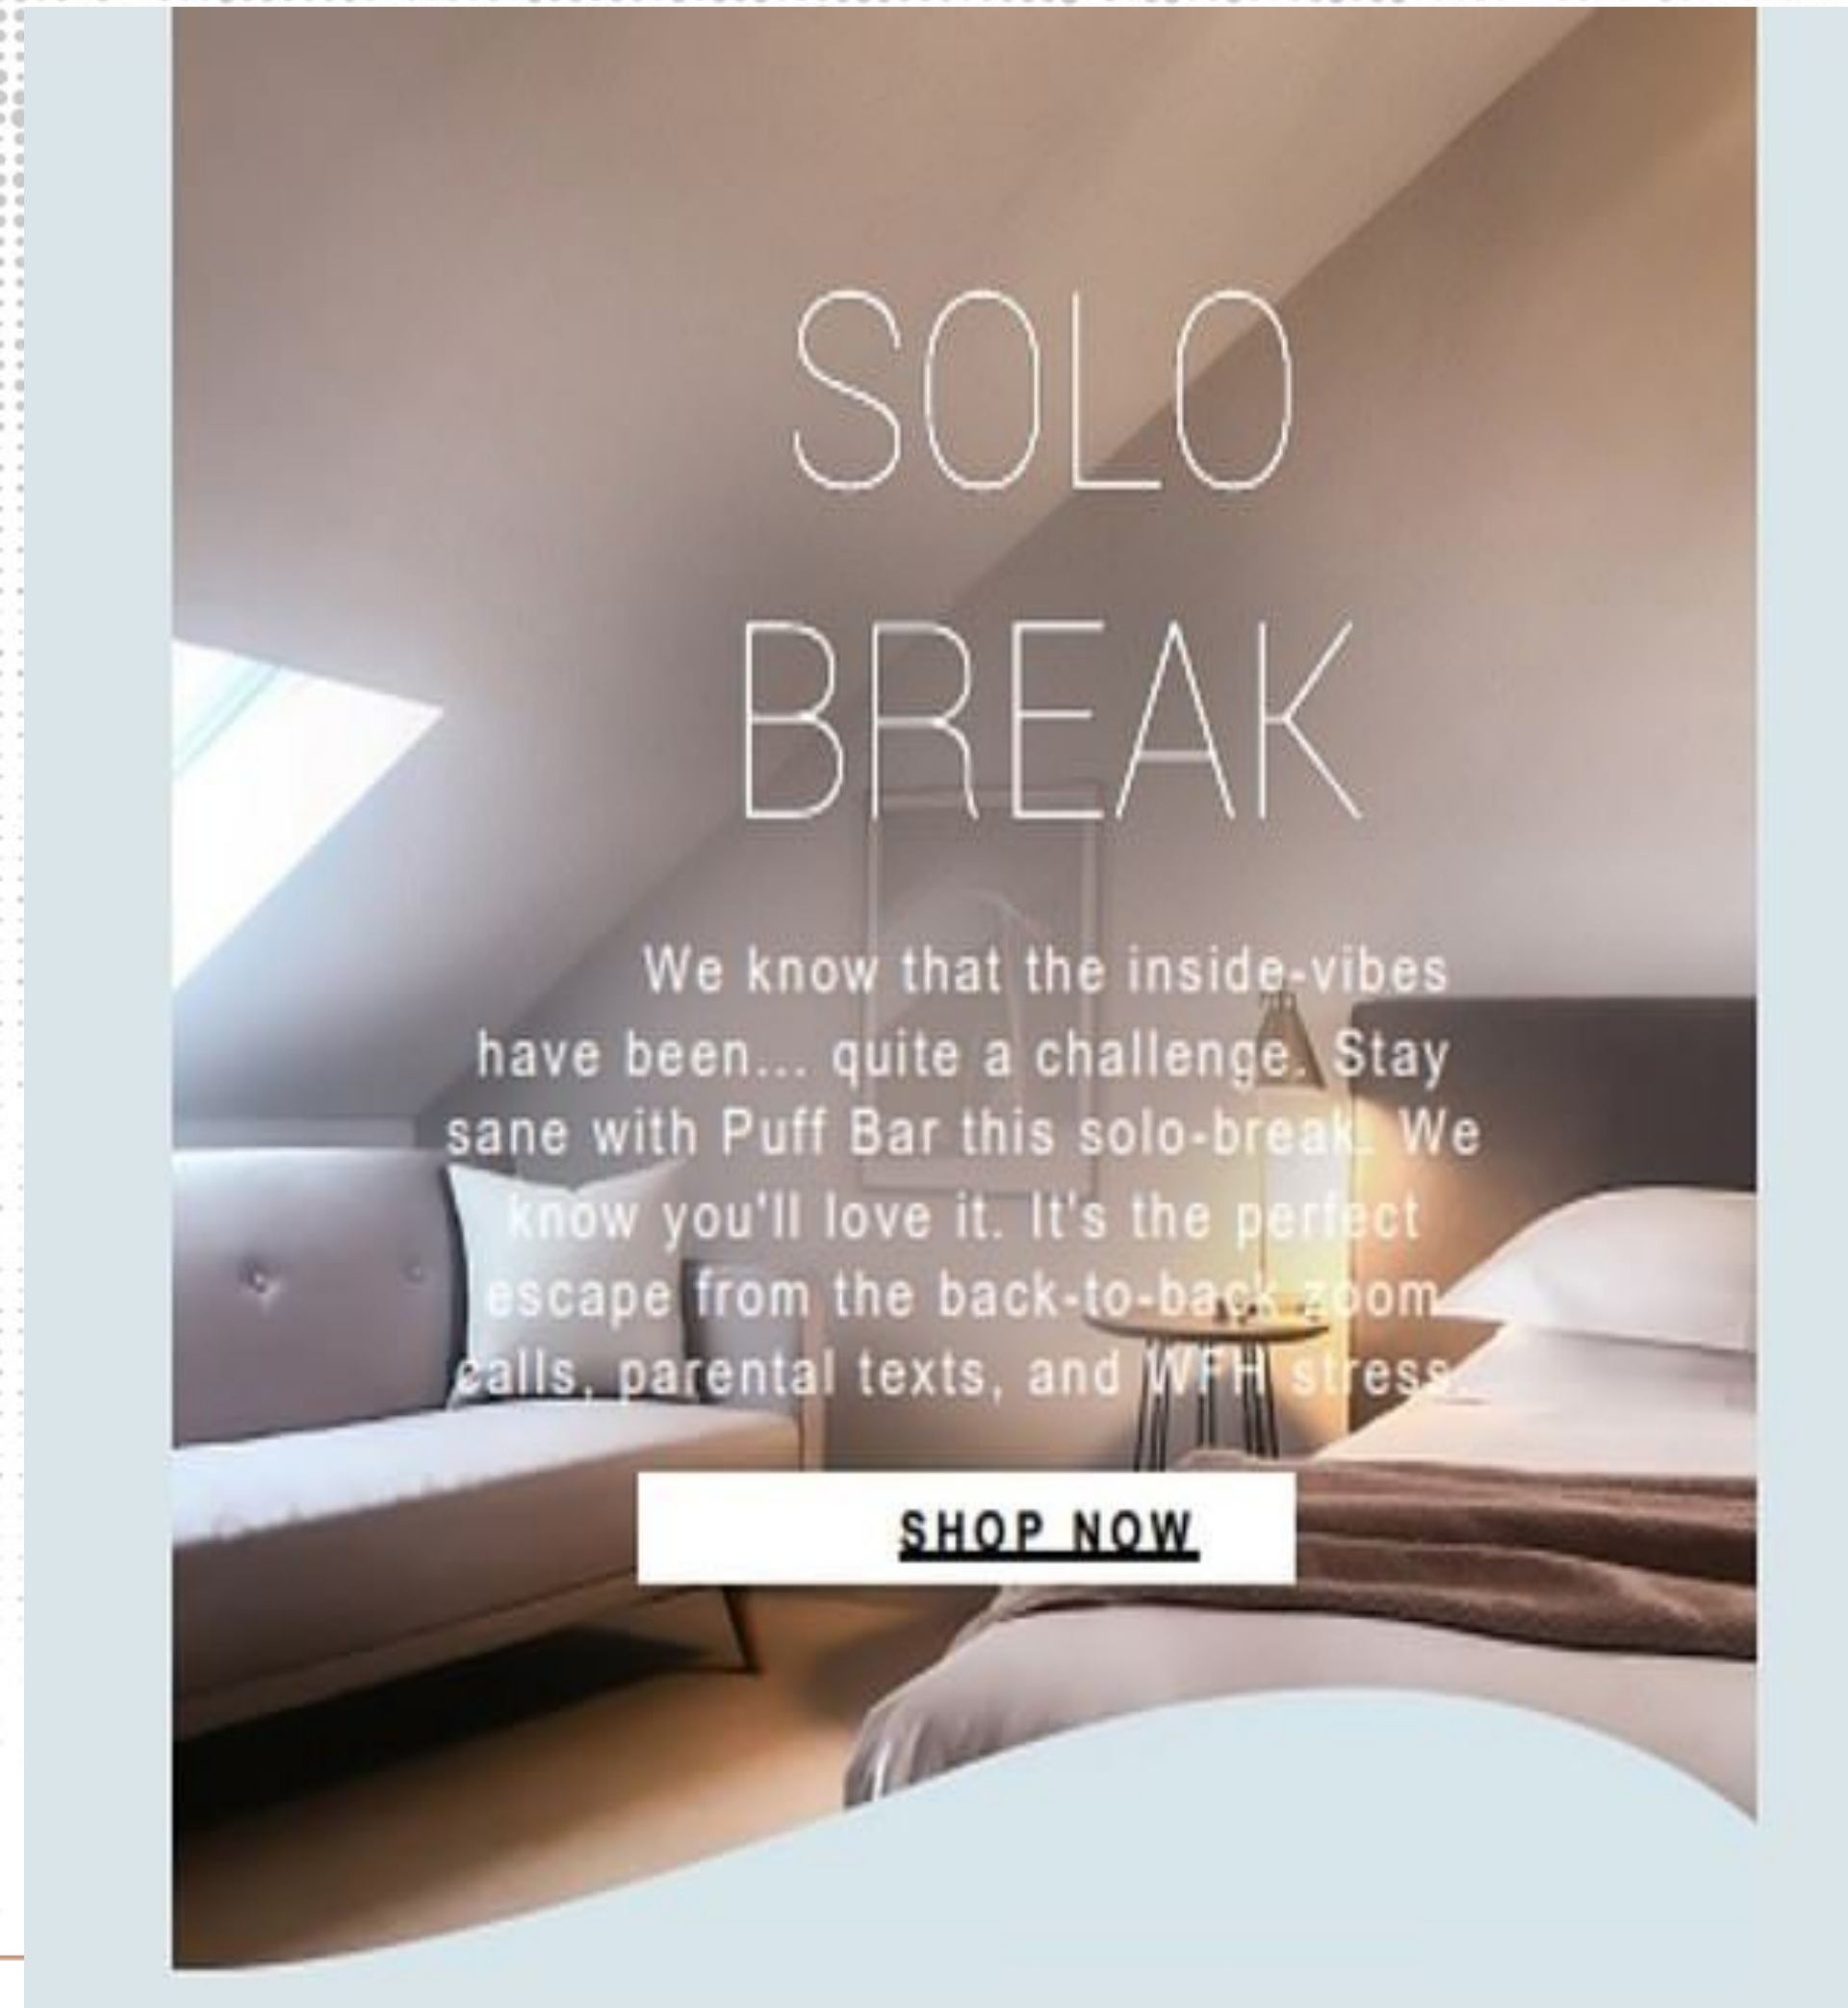 SOLO
BREAK
We know that the inside-vibes
have been... quite a challenge. Stay
sane with Puff Bar this solo-break. We
know you'll love it. It's the perfect
escape from the back-to-back zoom
calls, parental texts, and WFH stress.
SHOP NOW